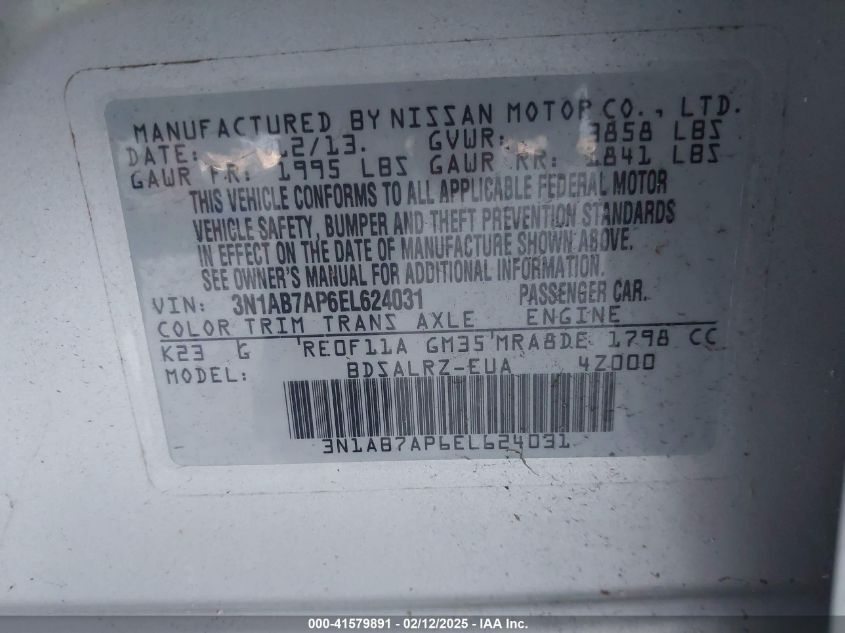 MANUFACTURED BY NISSAN MOTOR CO., LTD.
DATE: 12/13. GVWR: 3858 LBS
GAWR FR: 1995 LBS GAWR RR: 1841 LBS
THIS VEHICLE CONFORMS TO ALL APPLICABLE FEDERAL MOTOR
VEHICLE SAFETY, BUMPER AND THEFT PREVENTION STANDARDS
IN EFFECT ON THE DATE OF MANUFACTURE SHOWN ABOVE.
SEE OWNER'S MANUAL FOR ADDITIONAL INFORMATION.
VIN: 3N1AB7AP6EL624031 PASSENGER CAR.
COLOR TRIM TRANS AXLE ENGINE
K23 G RE0F11A GM35 MRA8DE 1798 CC
MODEL: BDSALRZ-EUA 4Z000
3N1AB7AP6EL624031
000-41579891 - 02/12/2025 - IAA Inc.